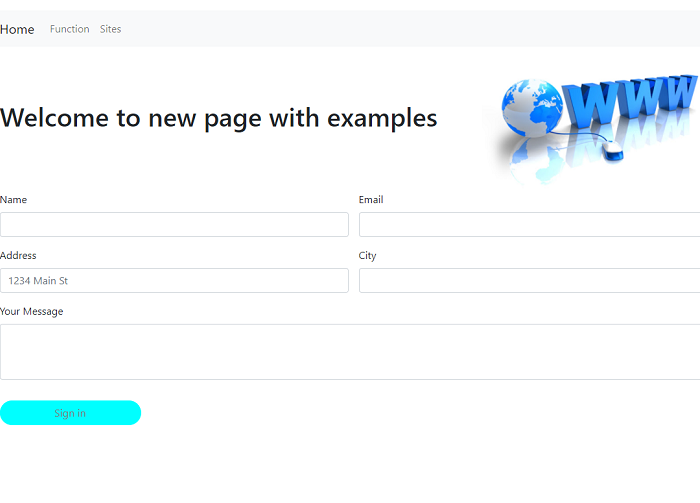 Home Function Sites
WWW
Welcome to new page with examples
Name Email
Address City
1234 Main St
Your Message
Sign in